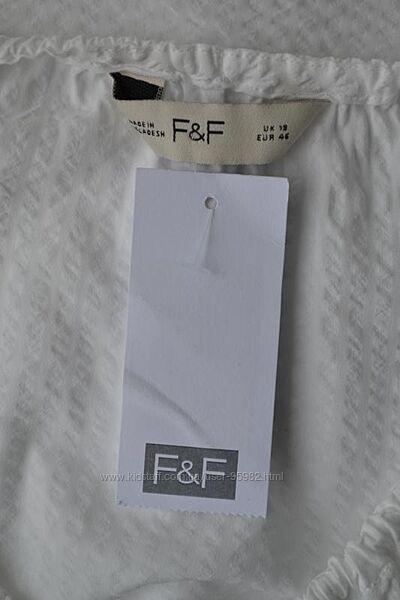 MADE IN
BANGLADESH
F&F
UK 18
EUR 46
F&F
www.kidstaff.com.ua/user-95982.html